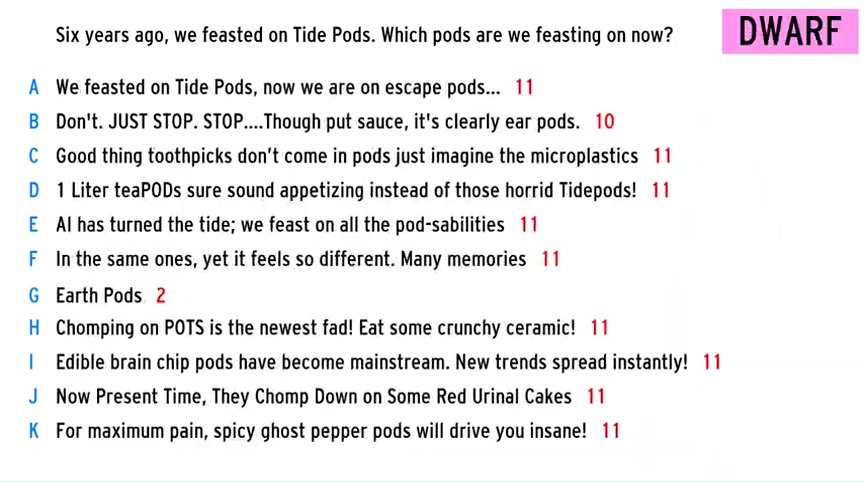 Six years ago, we feasted on Tide Pods. Which pods are we feasting on now?
DWARF
A We feasted on Tide Pods, now we are on escape pods... 11
B Don't. JUST STOP. STOP....Though put sauce, it's clearly ear pods. 10
C Good thing toothpicks don’t come in pods just imagine the microplastics 11
D 1 Liter teaPODs sure sound appetizing instead of those horrid Tidepods! 11
E AI has turned the tide; we feast on all the pod-sabilities 11
F In the same ones, yet it feels so different. Many memories 11
G Earth Pods 2
H Chomping on POTS is the newest fad! Eat some crunchy ceramic! 11
I Edible brain chip pods have become mainstream. New trends spread instantly! 11
J Now Present Time, They Chomp Down on Some Red Urinal Cakes 11
K For maximum pain, spicy ghost pepper pods will drive you insane! 11